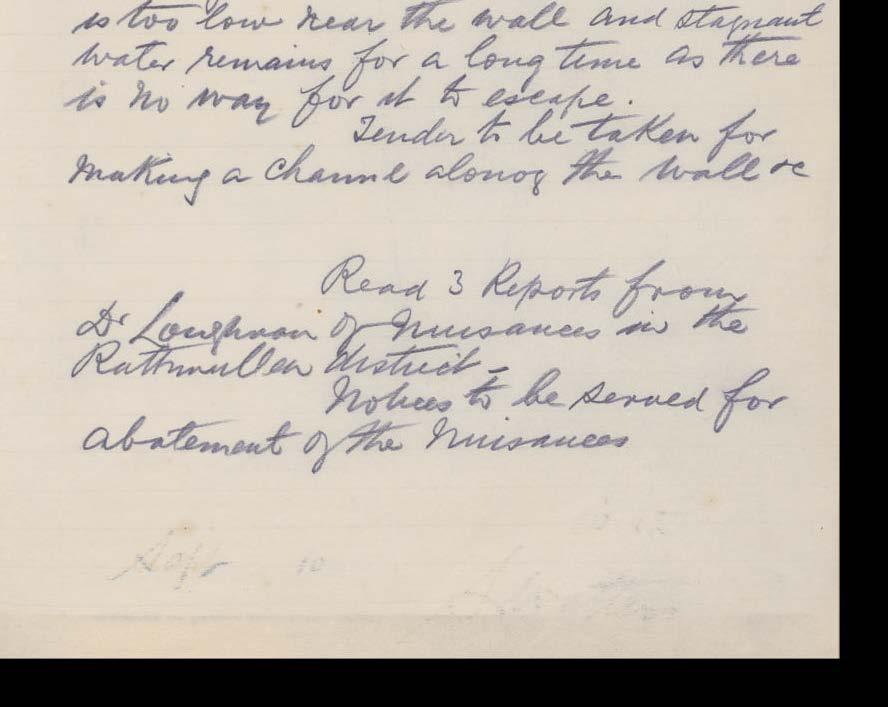 is too low near the wall and stagnant
water remains for a long time as there
is no way for it to escape.
Tender to be taken for
making a channel along the wall &c
Read 3 Reports from
Dr Loughnan of Nuisances in the
Rathmullen district -
Notices to be served for
abatement of the Nuisances
10